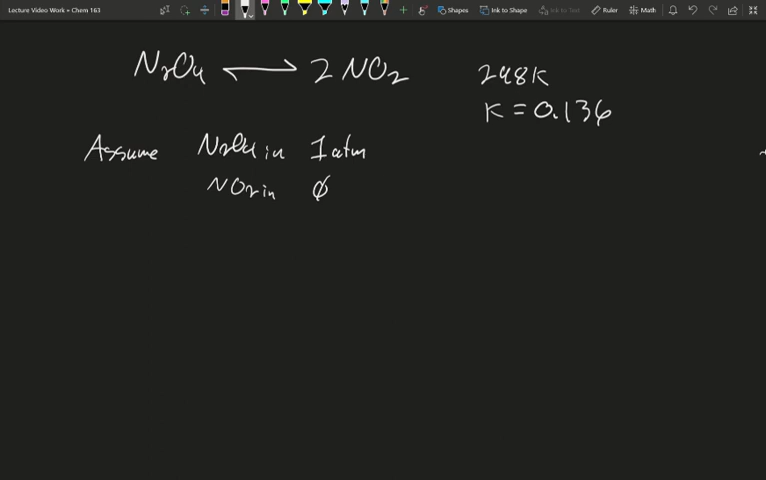 Lecture Video Work » Chem 163
Shapes Ink to Shape Ink to Text Ruler Math
N2O4 ⇌ 2 NO2 298K
K = 0.136
Assume N2O4 in 1 atm
NO2 in ∅